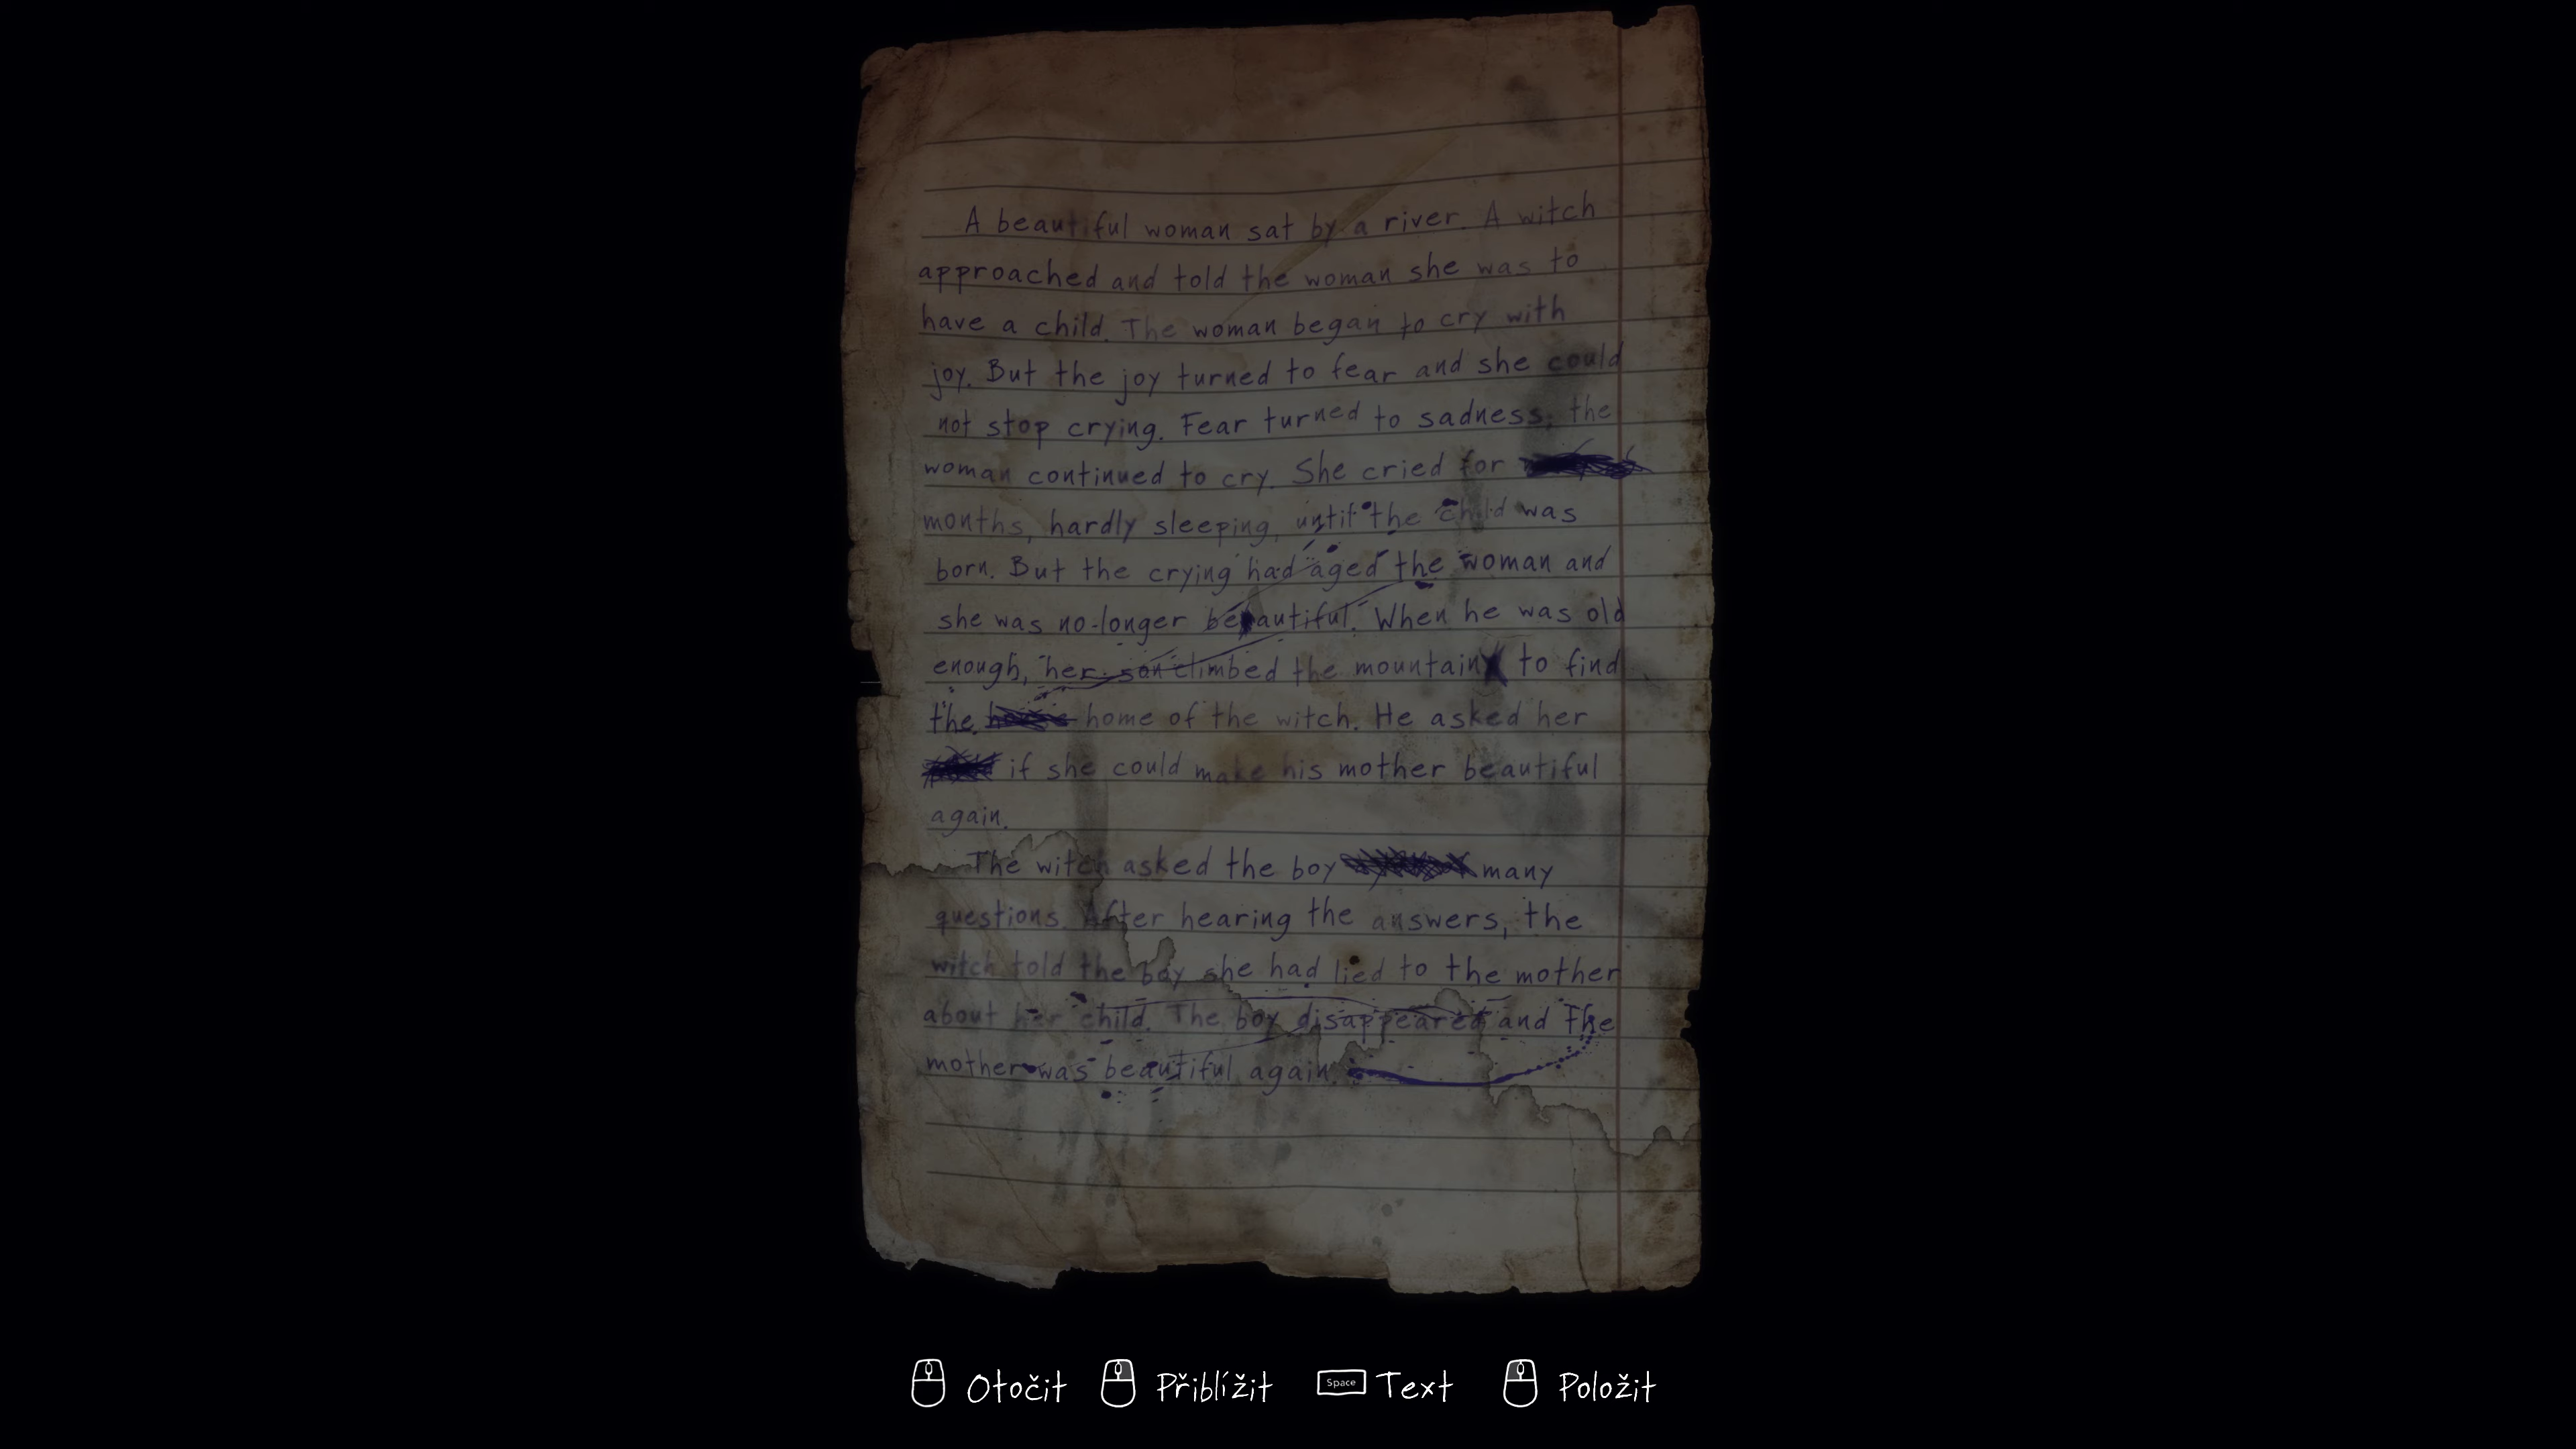 A beautiful woman sat by a river. A witch
approached and told the woman she was to
have a child. The woman began to cry with
joy. But the joy turned to fear and she could
not stop crying. Fear turned to sadness; the
woman continued to cry. She cried for
months, hardly sleeping, until the child was
born. But the crying had aged the woman and
she was no-longer beautiful. When he was old
enough, her son climbed the mountain to find
the home of the witch. He asked her
if she could make his mother beautiful
again.
The witch asked the boy many
questions. After hearing the answers, the
witch told the boy she had lied to the mother
about her child. The boy disappeared and the
mother was beautiful again.
Otočit Přiblížit Space Text Položit